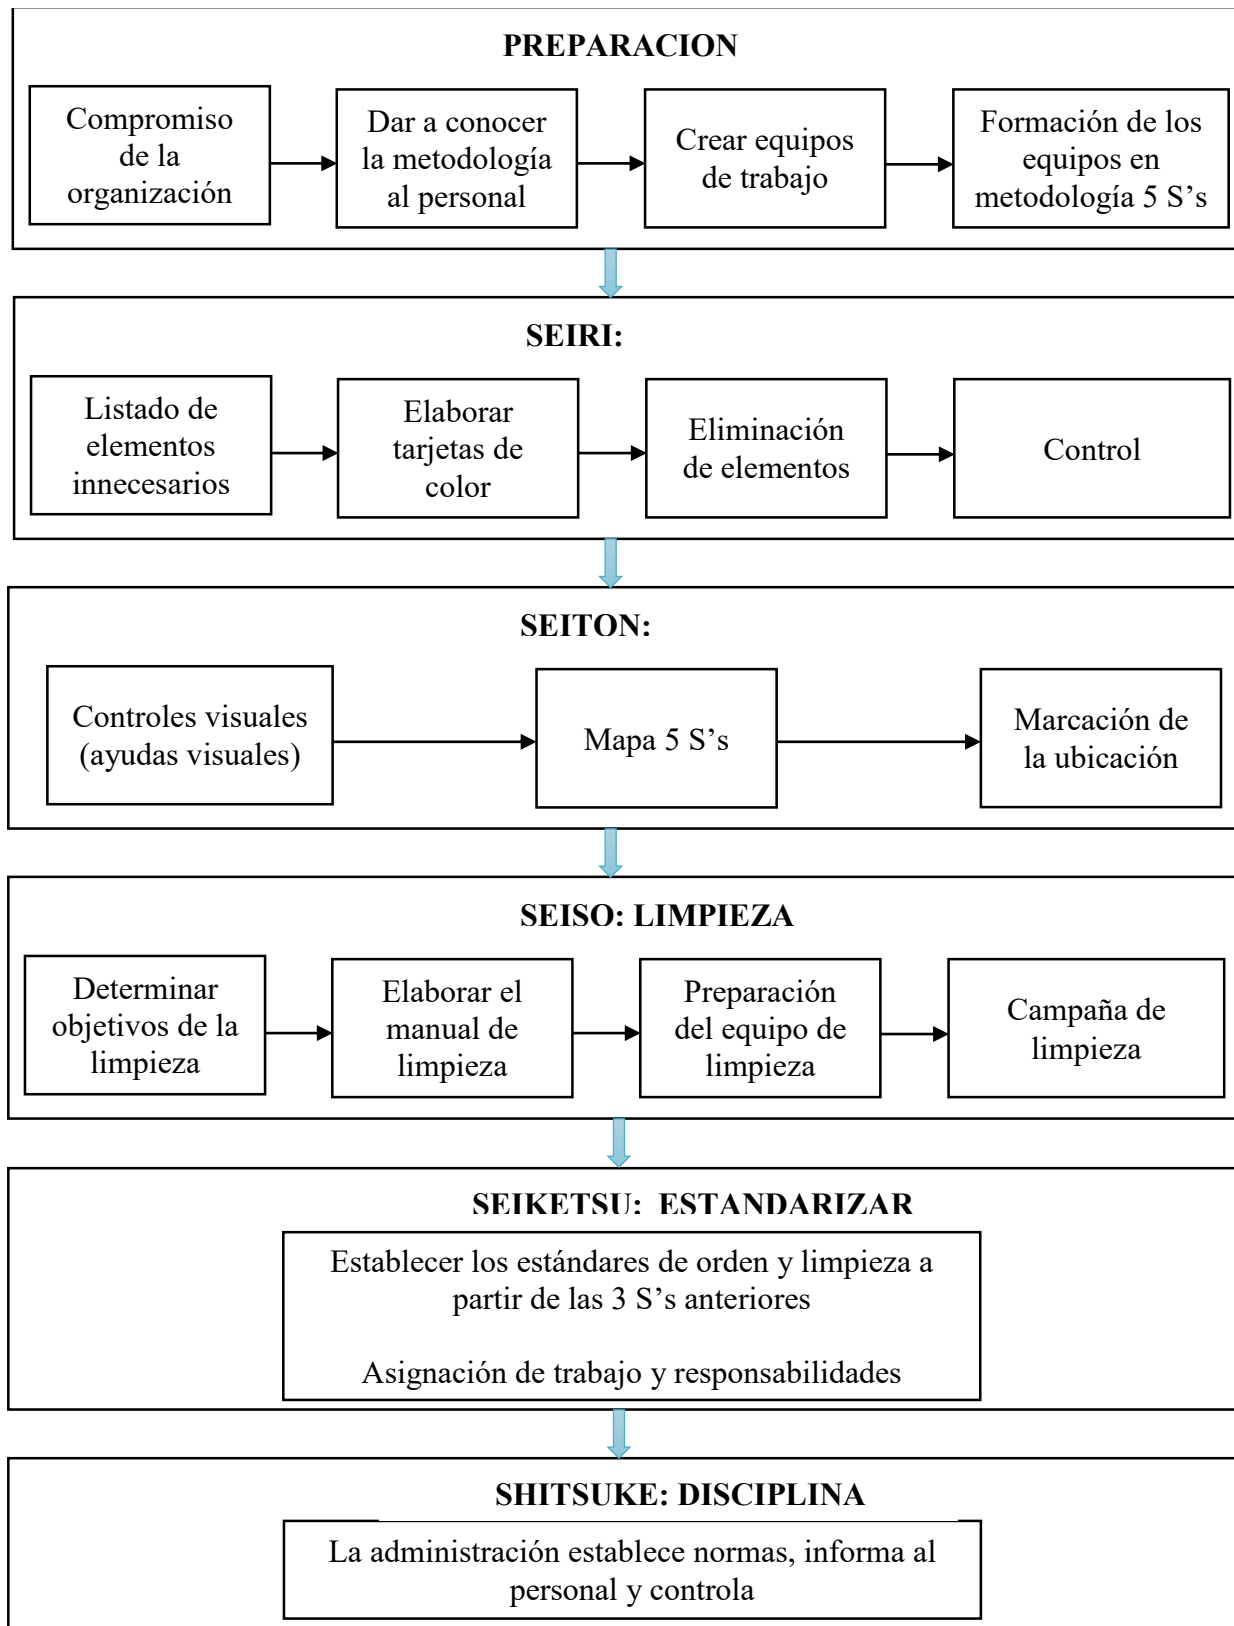 PREPARACION
Compromiso
de la
organización
Dar a conocer
la metodología
al personal
Crear equipos
de trabajo
Formación de los
equipos en
metodología 5 S’s
SEIRI:
Listado de
elementos
innecesarios
Elaborar
tarjetas de
color
Eliminación
de elementos
Control
SEITON:
Controles visuales
(ayudas visuales)
Mapa 5 S’s
Marcación de
la ubicación
SEISO: LIMPIEZA
Determinar
objetivos de la
limpieza
Elaborar el
manual de
limpieza
Preparación
del equipo de
limpieza
Campaña de
limpieza
SEIKETSU: ESTANDARIZAR
Establecer los estándares de orden y limpieza a
partir de las 3 S’s anteriores
Asignación de trabajo y responsabilidades
SHITSUKE: DISCIPLINA
La administración establece normas, informa al
personal y controla